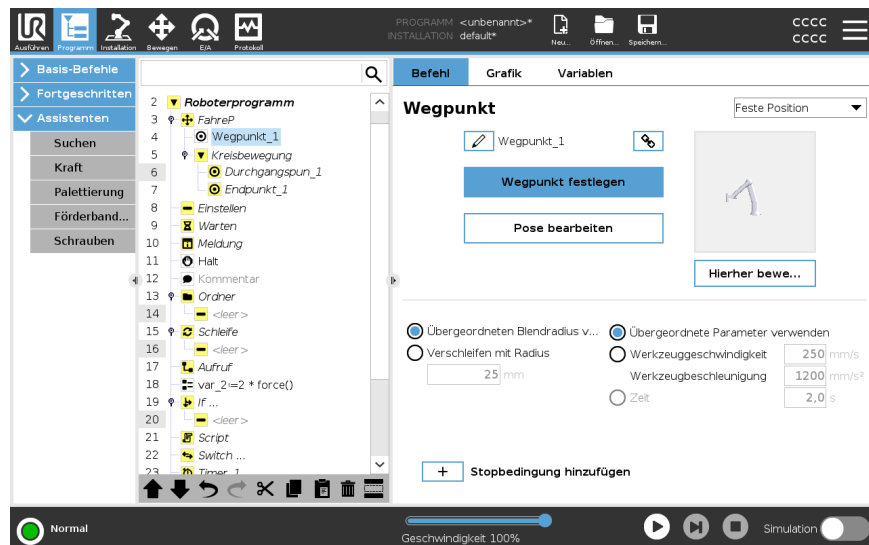 PROGRAMM <unbenannt>*
INSTALLATION default*
Ausführen Programm Installation Bewegen E/A Protokoll
Neu... Öffnen... Speichern...
CCCC
CCCC
Basis-Befehle
Fortgeschritten
Assistenten
Suchen
Kraft
Palettierung
Förderband...
Schrauben
2 Roboterprogramm
3 FahreP
4 Wegpunkt_1
5 Kreisbewegung
6 Durchgangspun_1
7 Endpunkt_1
8 Einstellen
9 Warten
10 Meldung
11 Halt
12 Kommentar
13 Ordner
14 <leer>
15 Schleife
16 <leer>
17 Aufruf
18 var_2:=2 * force()
19 If ...
20 <leer>
21 Script
22 Switch ...
23 Timer_1
Befehl Grafik Variablen
Wegpunkt
Feste Position
Wegpunkt_1
Wegpunkt festlegen
Pose bearbeiten
Hierher bewe...
Übergeordneten Blendradius v...
Verschleifen mit Radius
25 mm
Übergeordnete Parameter verwenden
Werkzeuggeschwindigkeit 250 mm/s
Werkzeugbeschleunigung 1200 mm/s²
Zeit 2,0 s
+ Stopbedingung hinzufügen
Normal
Geschwindigkeit 100%
Simulation